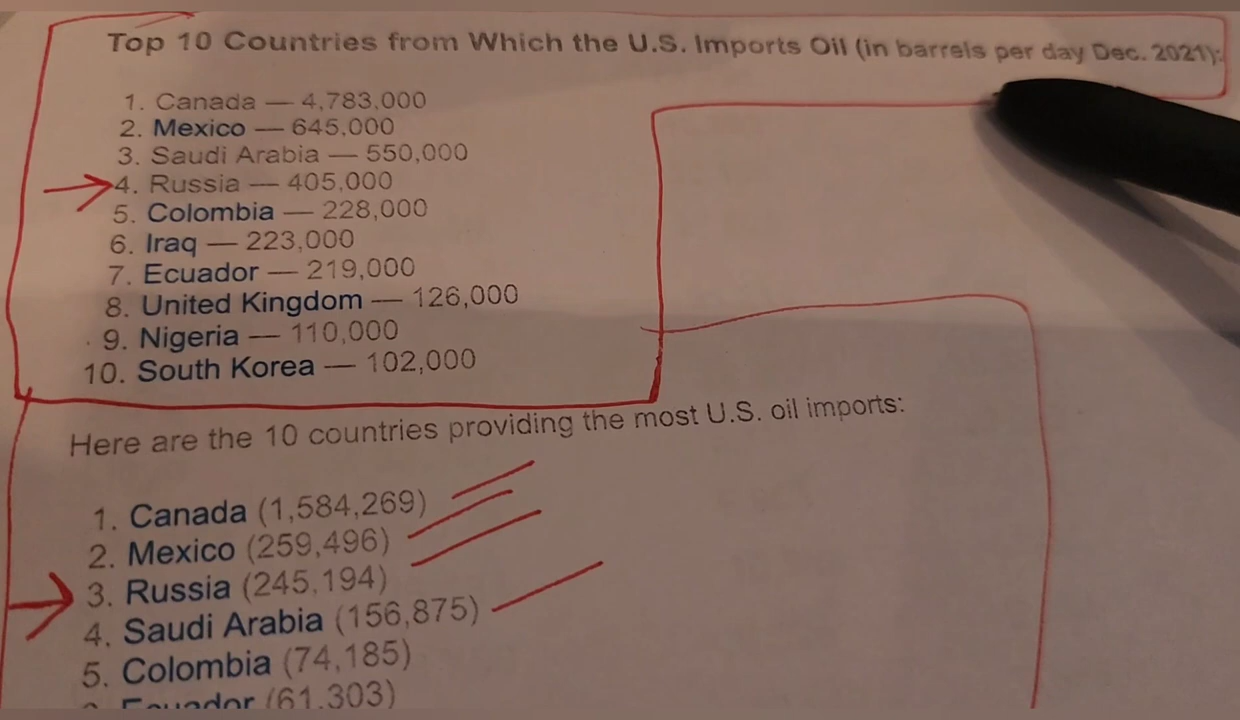 Top 10 Countries from Which the U.S. Imports Oil (in barrels per day Dec. 2021):
1. Canada — 4,783,000
2. Mexico — 645,000
3. Saudi Arabia — 550,000
4. Russia — 405,000
5. Colombia — 228,000
6. Iraq — 223,000
7. Ecuador — 219,000
8. United Kingdom — 126,000
9. Nigeria — 110,000
10. South Korea — 102,000
Here are the 10 countries providing the most U.S. oil imports:
1. Canada (1,584,269)
2. Mexico (259,496)
3. Russia (245,194)
4. Saudi Arabia (156,875)
5. Colombia (74,185)
Ecuador (61,303)